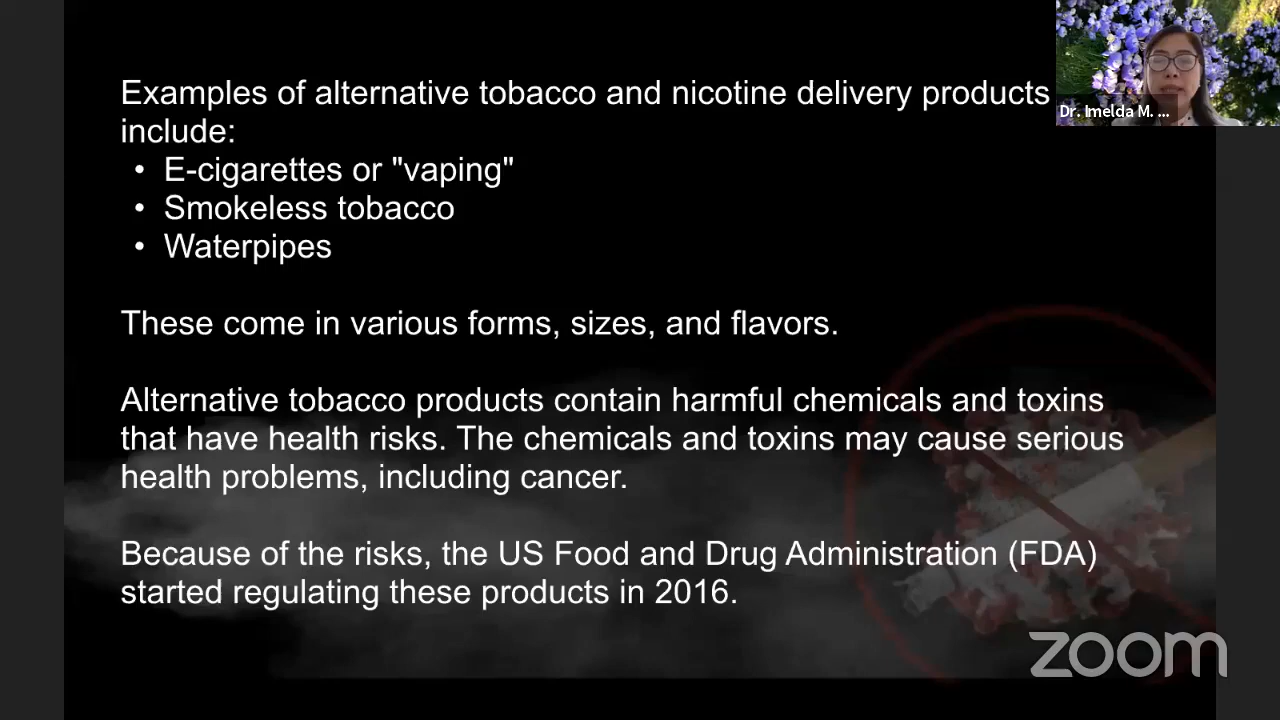 Examples of alternative tobacco and nicotine delivery products
include:
• E-cigarettes or "vaping"
• Smokeless tobacco
• Waterpipes
These come in various forms, sizes, and flavors.
Alternative tobacco products contain harmful chemicals and toxins
that have health risks. The chemicals and toxins may cause serious
health problems, including cancer.
Because of the risks, the US Food and Drug Administration (FDA)
started regulating these products in 2016.
Dr. Imelda M. ...
zoom